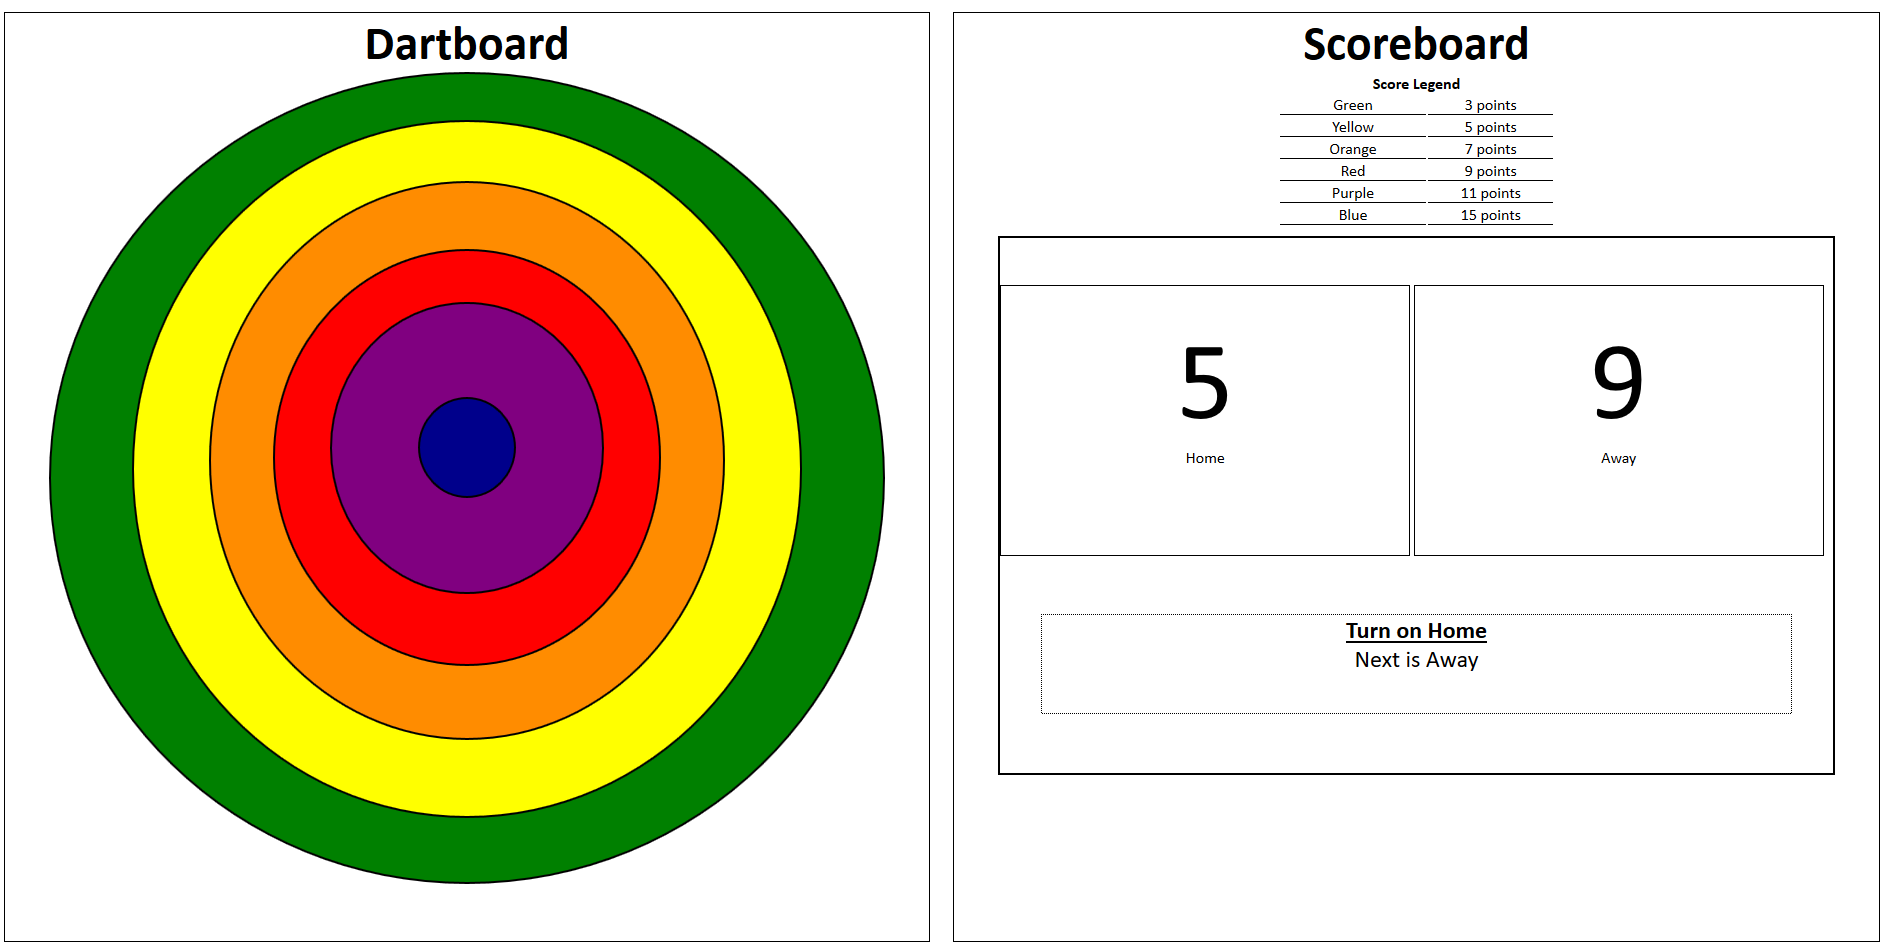 Dartboard
Scoreboard
Score Legend
Green 3 points
Yellow 5 points
Orange 7 points
Red 9 points
Purple 11 points
Blue 15 points
5
Home
9
Away
Turn on Home
Next is Away